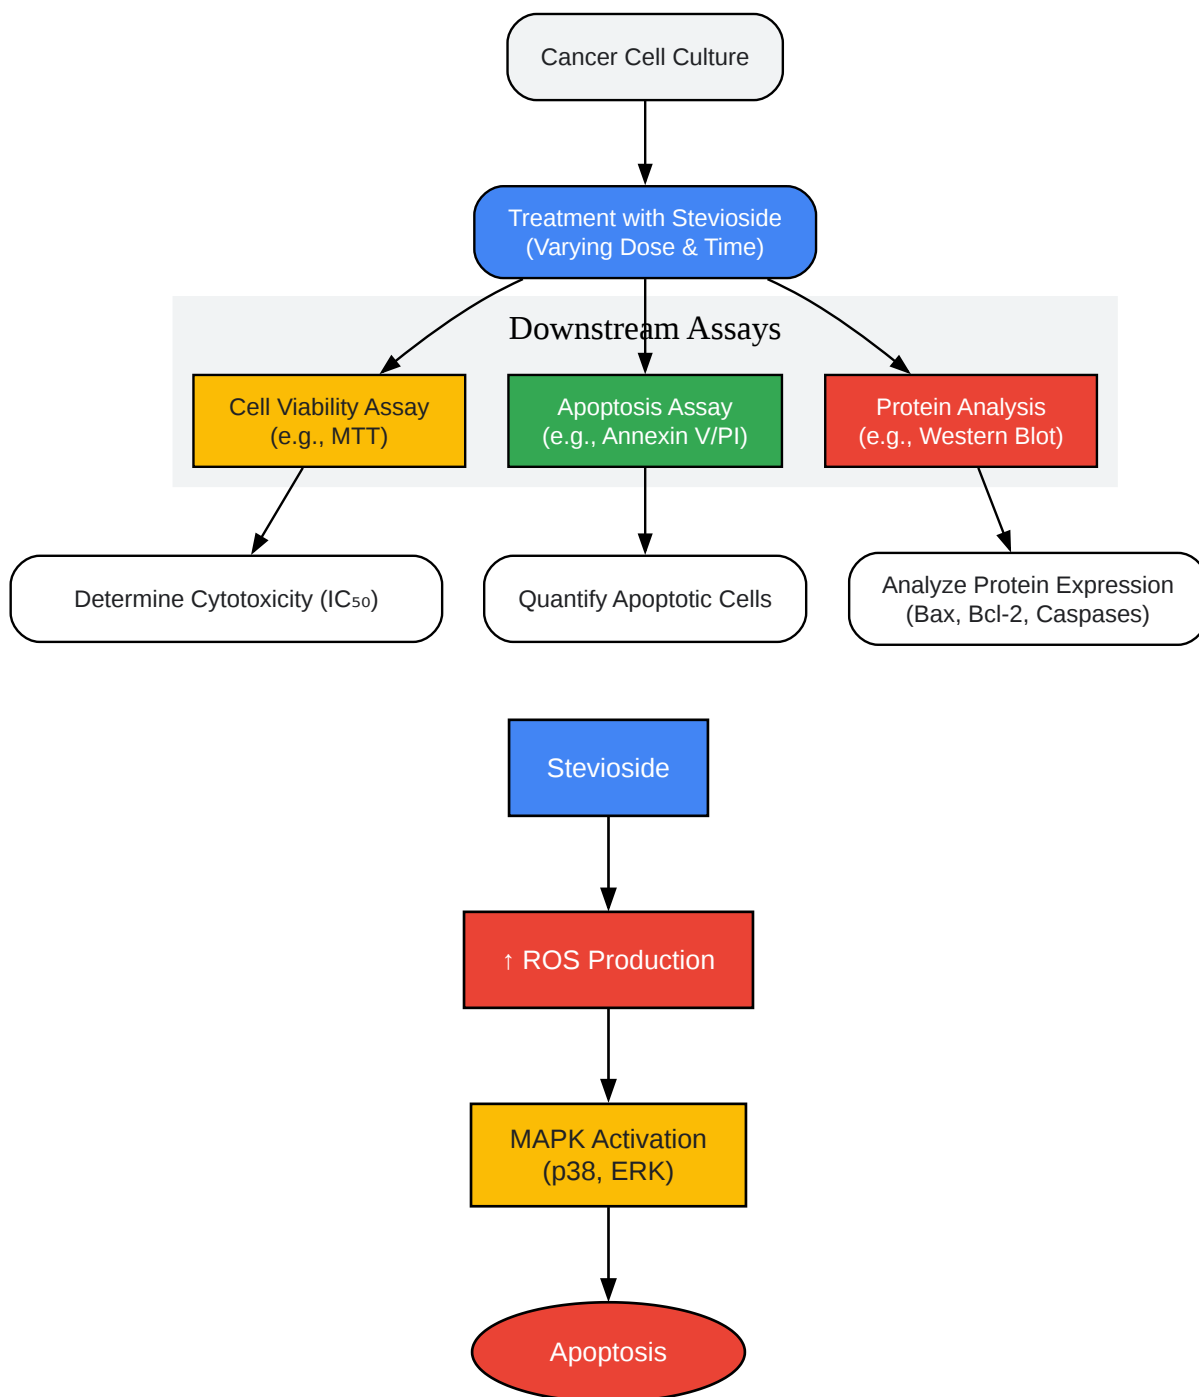 Cancer Cell Culture
Treatment with Stevioside
(Varying Dose & Time)
Downstream Assays
Cell Viability Assay
(e.g., MTT)
Apoptosis Assay
(e.g., Annexin V/PI)
Protein Analysis
(e.g., Western Blot)
Determine Cytotoxicity (IC₅₀)
Quantify Apoptotic Cells
Analyze Protein Expression
(Bax, Bcl-2, Caspases)
Stevioside
↑ ROS Production
MAPK Activation
(p38, ERK)
Apoptosis